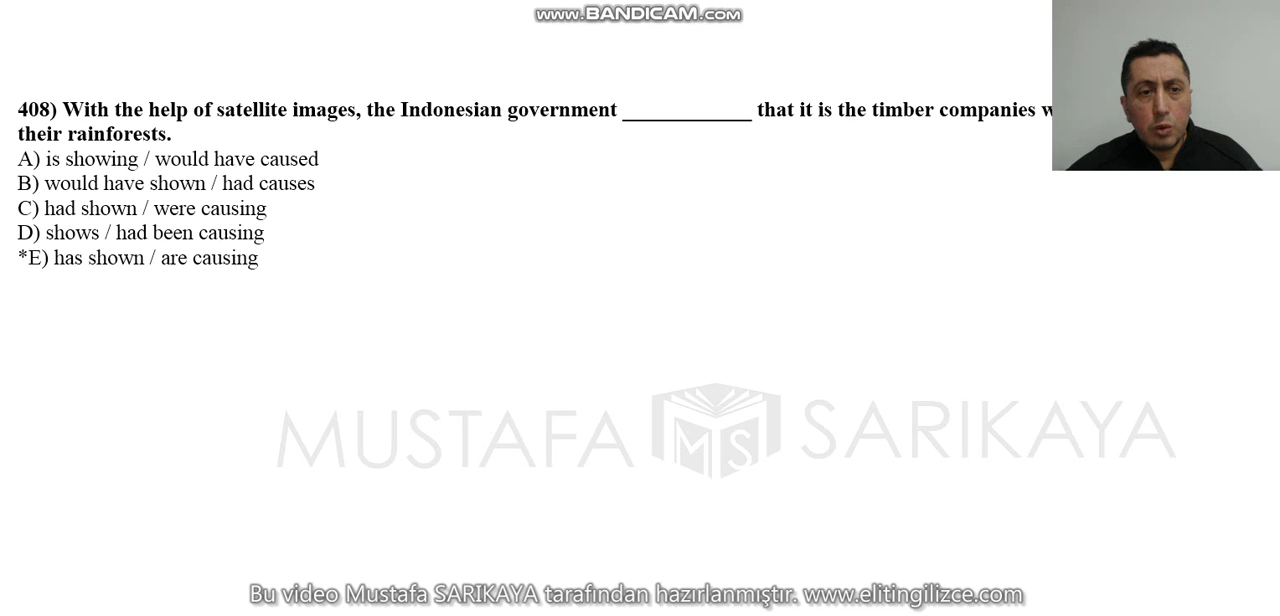 www.BANDICAM.com
408) With the help of satellite images, the Indonesian government ____________ that it is the timber companies
their rainforests.
A) is showing / would have caused
B) would have shown / had causes
C) had shown / were causing
D) shows / had been causing
*E) has shown / are causing
MUSTAFA MS SARIKAYA
Bu video Mustafa SARIKAYA tarafından hazırlanmıştır. www.elitingilizce.com